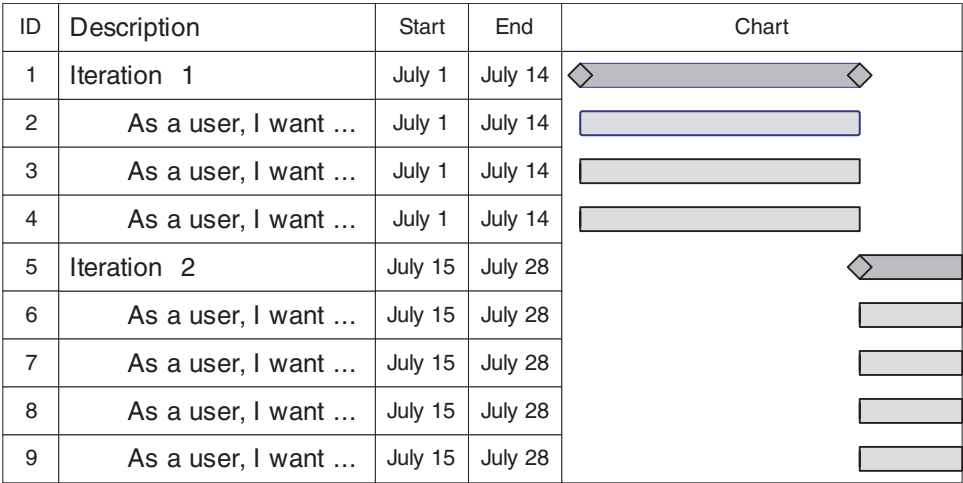 ID Description Start End Chart
1 Iteration 1 July 1 July 14
2 As a user, I want ... July 1 July 14
3 As a user, I want ... July 1 July 14
4 As a user, I want ... July 1 July 14
5 Iteration 2 July 15 July 28
6 As a user, I want ... July 15 July 28
7 As a user, I want ... July 15 July 28
8 As a user, I want ... July 15 July 28
9 As a user, I want ... July 15 July 28